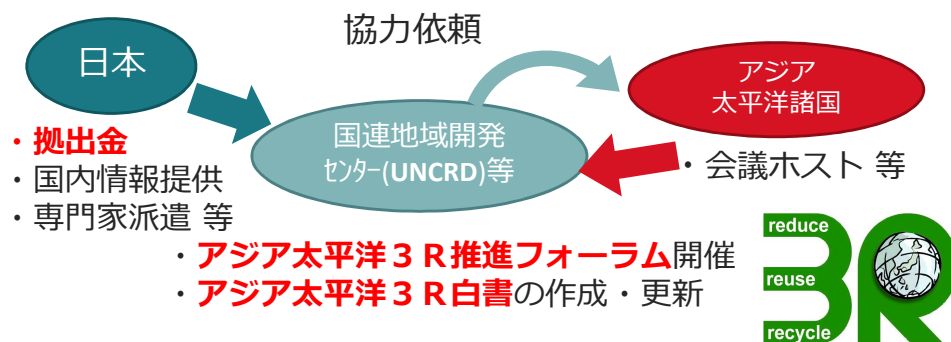 協力依頼
日本
アジア
太平洋諸国
国連地域開発
センター(UNCRD)等
・拠出金
・国内情報提供
・専門家派遣 等
・会議ホスト 等
・アジア太平洋３Ｒ推進フォーラム開催
・アジア太平洋３Ｒ白書の作成・更新
reduce
reuse
recycle
3R